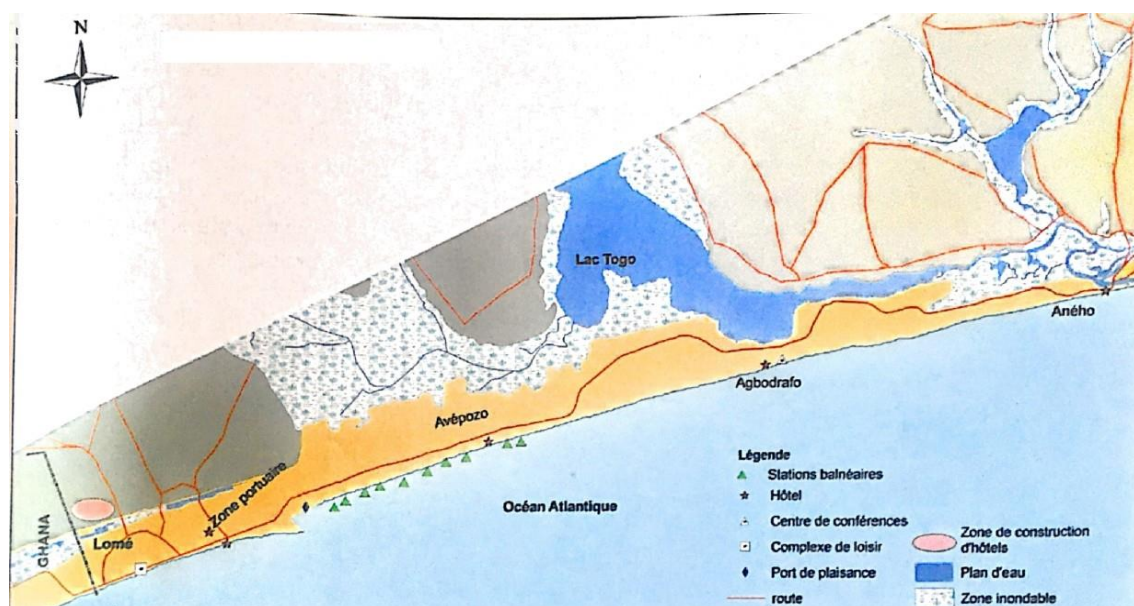 N
Lac Togo
Aného
Agbodrafo
Avépozo
Zone portuaire
Océan Atlantique
Lomé
GHANA
Légende
Stations balnéaires
Hôtel
Centre de conférences
Complexe de loisir
Port de plaisance
route
Zone de construction
d'hôtels
Plan d'eau
Zone inondable